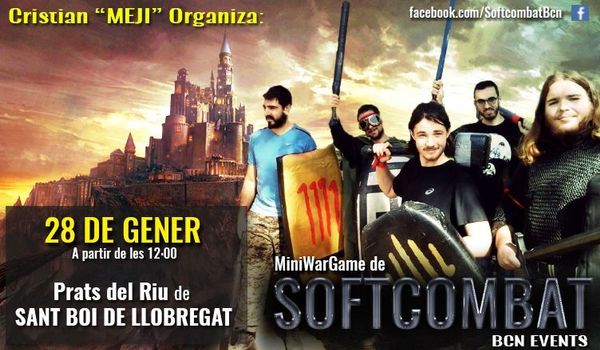 Cristian "MEJI" Organiza:
facebook.com/SoftcombatBcn
28 DE GENER
A partir de les 12:00
Prats del Riu de
SANT BOI DE LLOBREGAT
MiniWarGame de
SOFTCOMBAT
BCN EVENTS